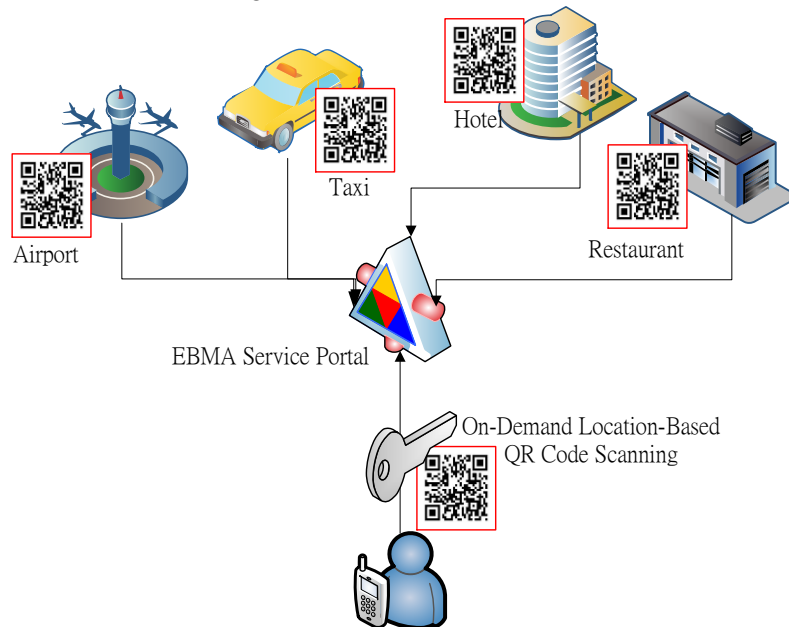 Hotel
Taxi
Airport
Restaurant
EBMA Service Portal
On-Demand Location-Based
QR Code Scanning